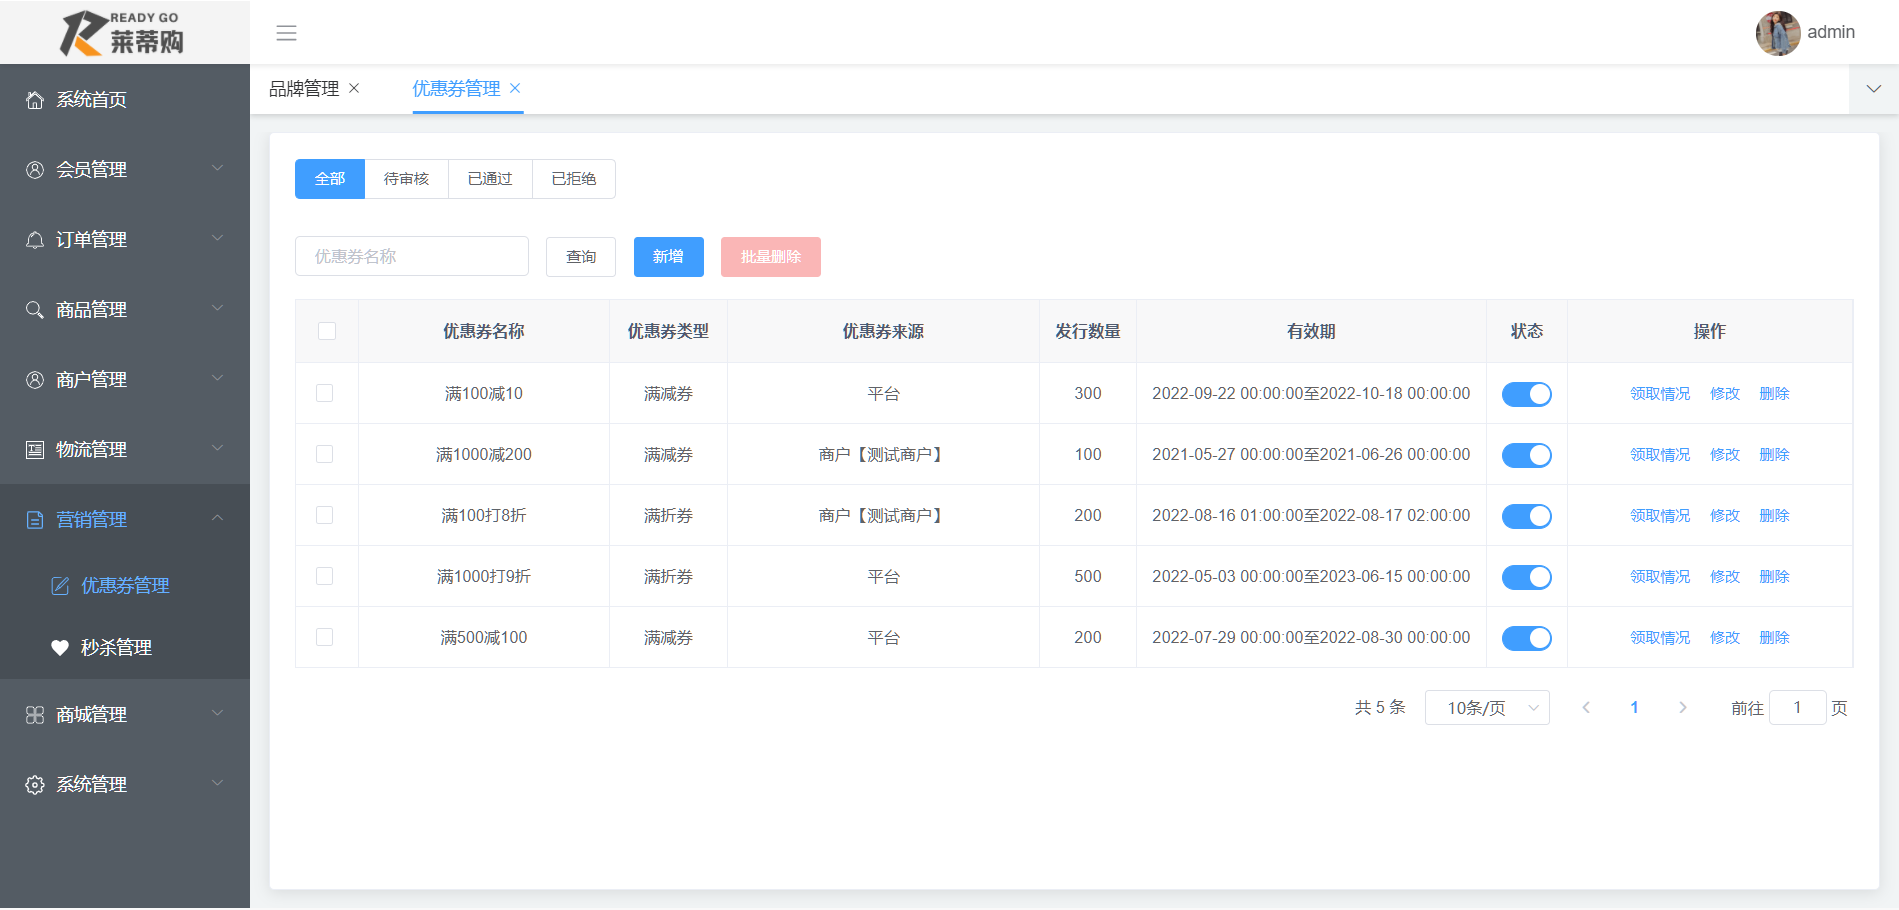 READY GO
莱蒂购
admin
系统首页
会员管理
订单管理
商品管理
商户管理
物流管理
营销管理
优惠券管理
秒杀管理
商城管理
系统管理
品牌管理 优惠券管理
全部 待审核 已通过 已拒绝
优惠券名称 查询 新增 批量删除
优惠券名称 优惠券类型 优惠券来源 发行数量 有效期 状态 操作
满100减10 满减券 平台 300 2022-09-22 00:00:00至2022-10-18 00:00:00 领取情况 修改 删除
满1000减200 满减券 商户【测试商户】 100 2021-05-27 00:00:00至2021-06-26 00:00:00 领取情况 修改 删除
满100打8折 满折券 商户【测试商户】 200 2022-08-16 01:00:00至2022-08-17 02:00:00 领取情况 修改 删除
满1000打9折 满折券 平台 500 2022-05-03 00:00:00至2023-06-15 00:00:00 领取情况 修改 删除
满500减100 满减券 平台 200 2022-07-29 00:00:00至2022-08-30 00:00:00 领取情况 修改 删除
共 5 条 10条/页 1 前往 1 页